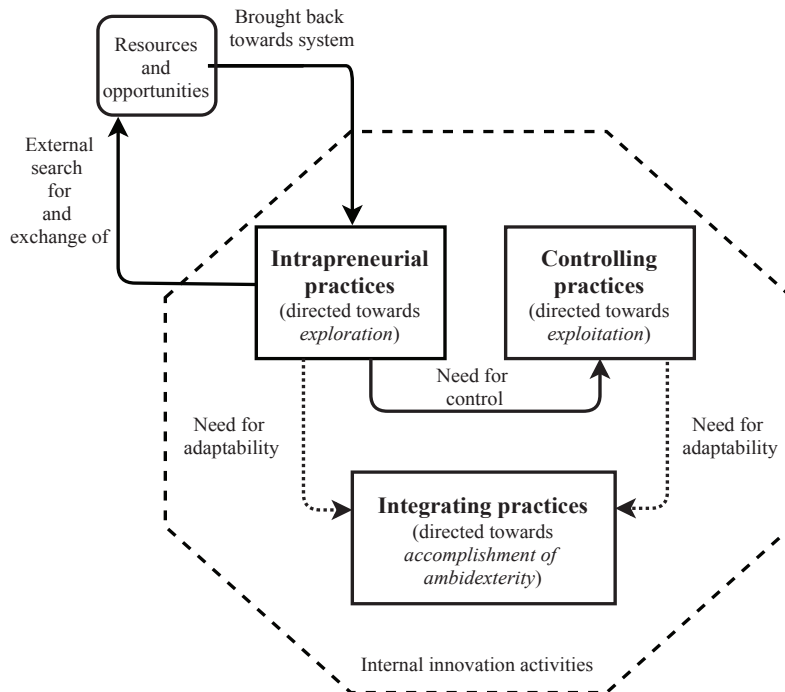 Brought back
towards system
Resources
and
opportunities
External
search
for
and
exchange of
Intrapreneurial
practices
(directed towards
exploration)
Controlling
practices
(directed towards
exploitation)
Need for
control
Need for
adaptability
Need for
adaptability
Integrating practices
(directed towards
accomplishment of
ambidexterity)
Internal innovation activities